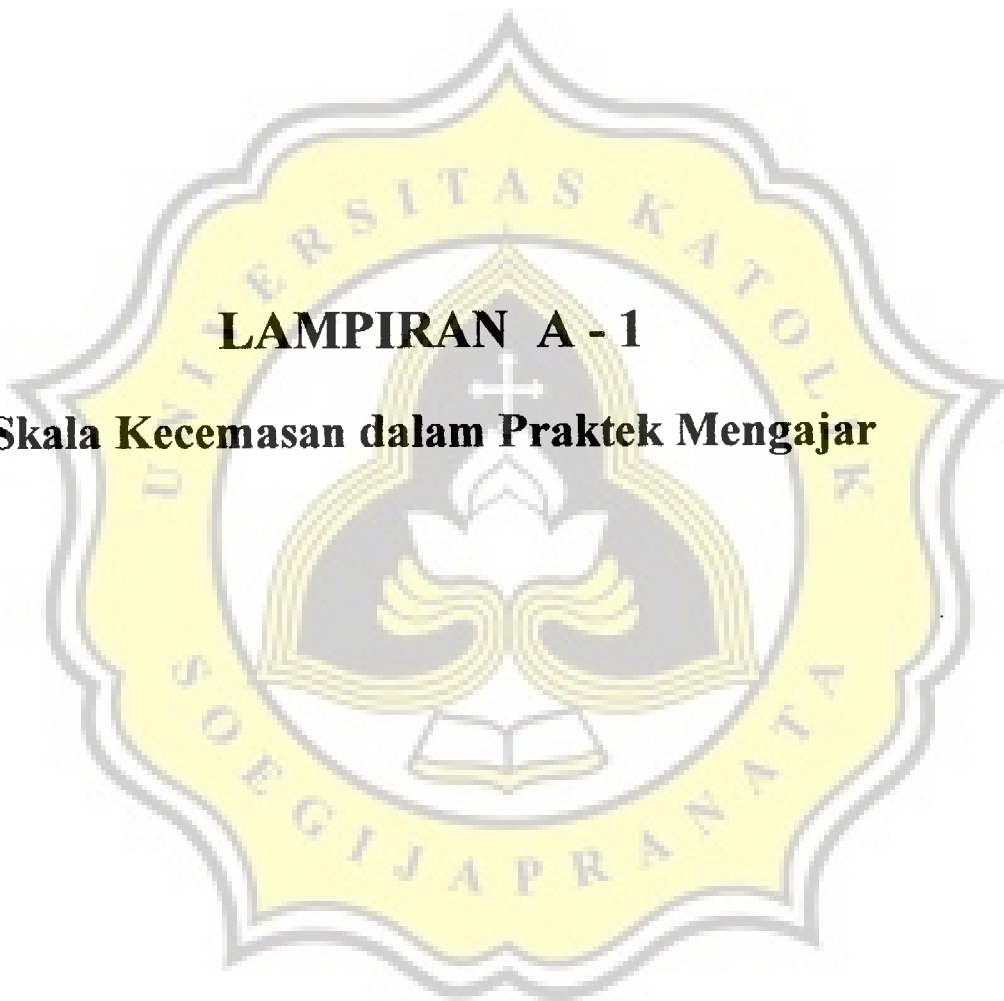 LAMPIRAN A - 1
Skala Kecemasan dalam Praktek Mengajar
UNIVERSITAS KATOLIK
SOEGIJAPRANATA